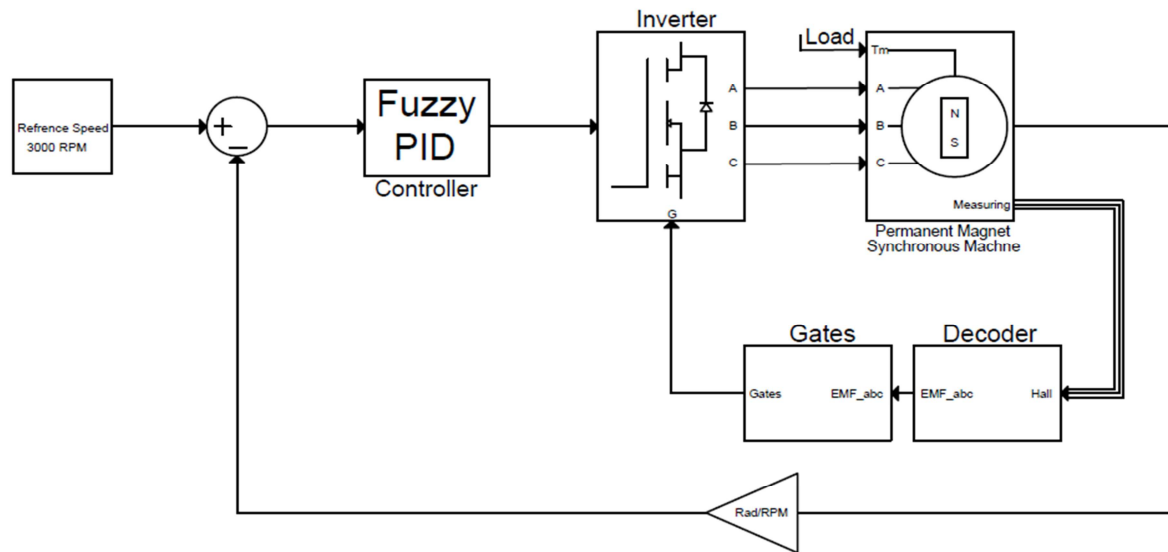 Inverter
Load
Tm
Refrence Speed
3000 RPM
+
−
Fuzzy
PID
Controller
A
B
C
G
A
B
C
N
S
Measuring
Permanent Magnet
Synchronous Machne
Gates
Decoder
Gates
EMF_abc
EMF_abc
Hall
Rad/RPM